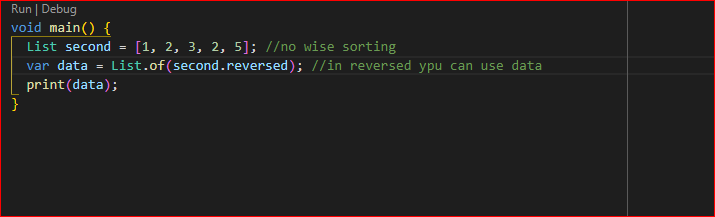 Run | Debug
void main() {
List second = [1, 2, 3, 2, 5]; //no wise sorting
var data = List.of(second.reversed); //in reversed ypu can use data
print(data);
}